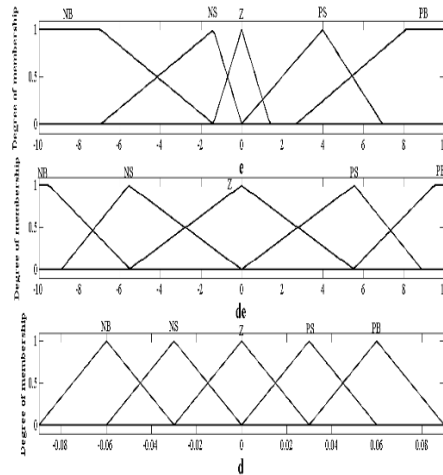 NB NS Z PS PB
Degree of membership
1
0.5
0
-10 -8 -6 -4 -2 0 2 4 6 8 1
e
NB NS Z PS PB
Degree of membership
1
0.5
0
-10 -8 -6 -4 -2 0 2 4 6 8 1
de
NB NS Z PS PB
Degree of membership
1
0.5
0
-0.08 -0.06 -0.04 -0.02 0 0.02 0.04 0.06 0.08
d